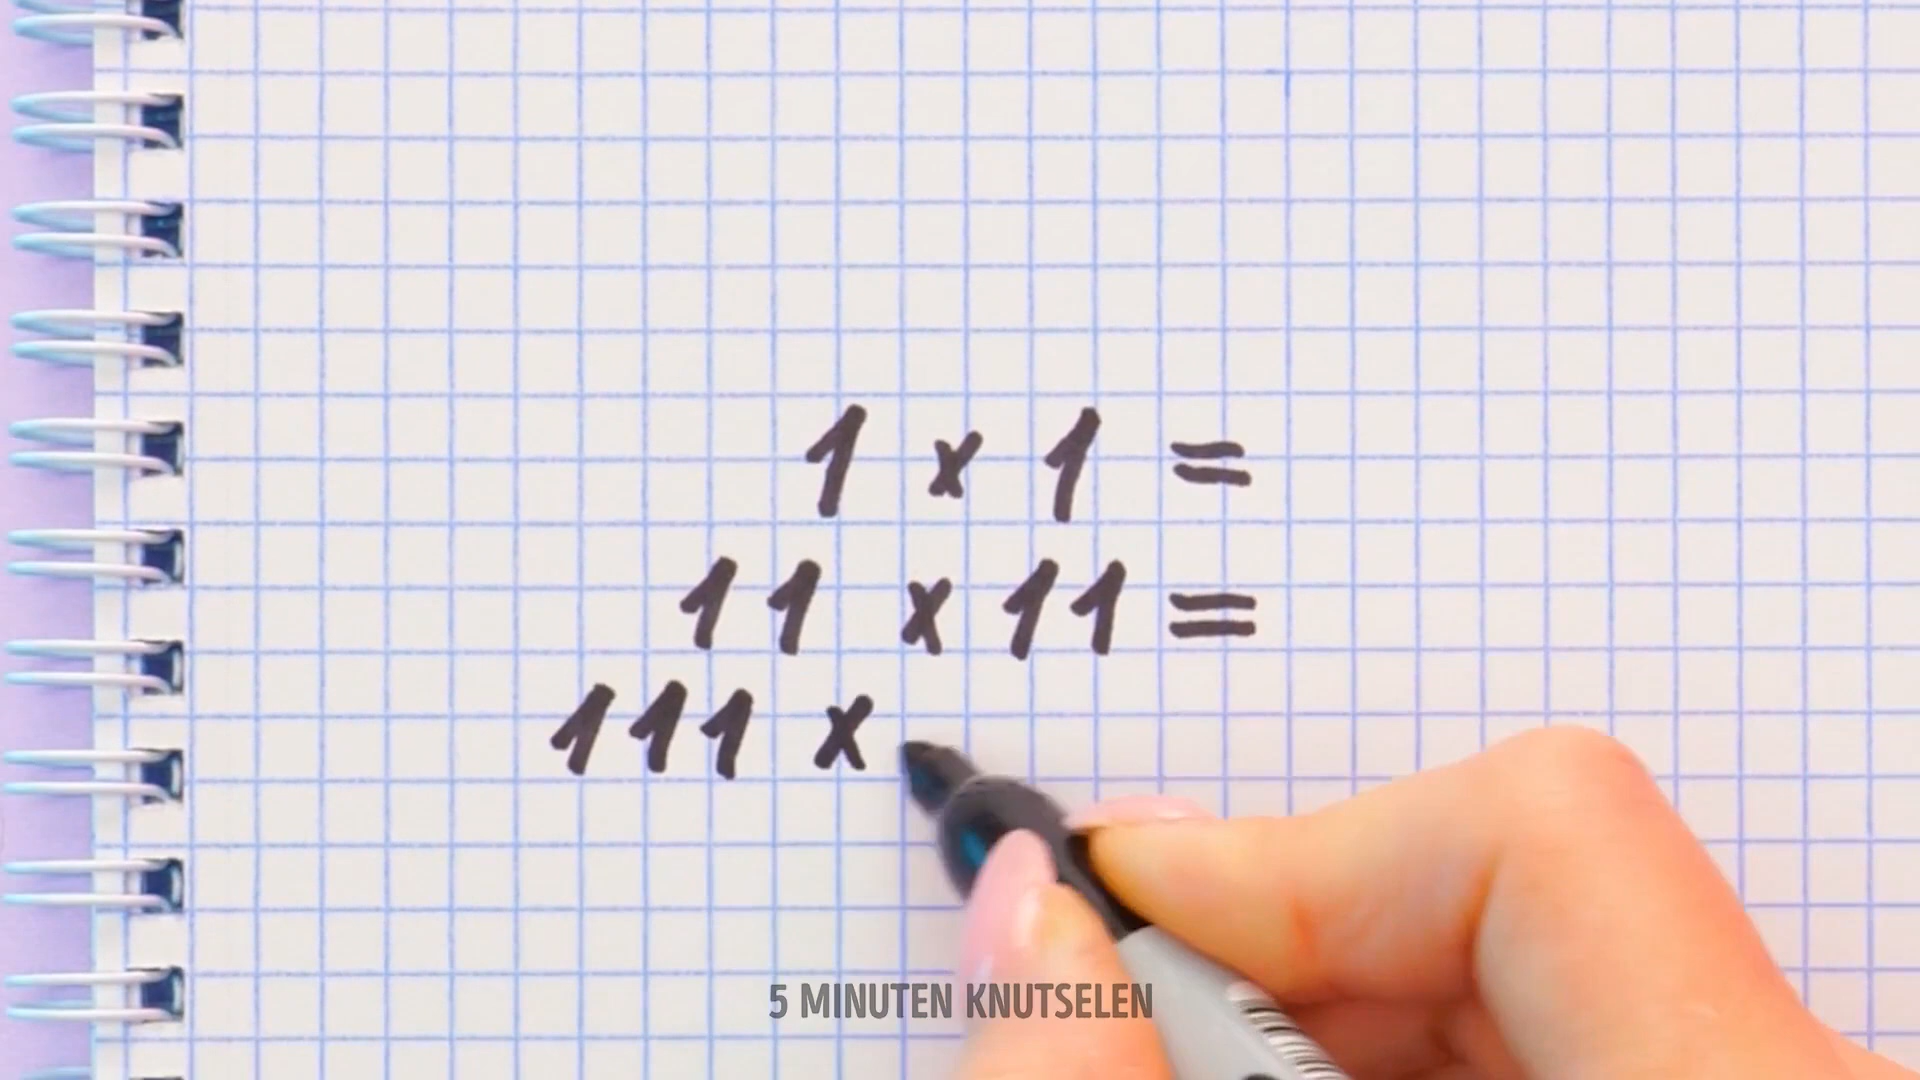 1 x 1 =
11 x 11 =
111 x
5 MINUTEN KNUTSELEN